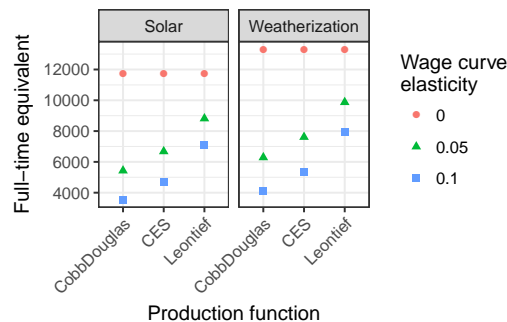 Solar
Weatherization
Full−time equivalent
12000
10000
8000
6000
4000
CobbDouglas
CES
Leontief
CobbDouglas
CES
Leontief
Production function
Wage curve
elasticity
0
0.05
0.1